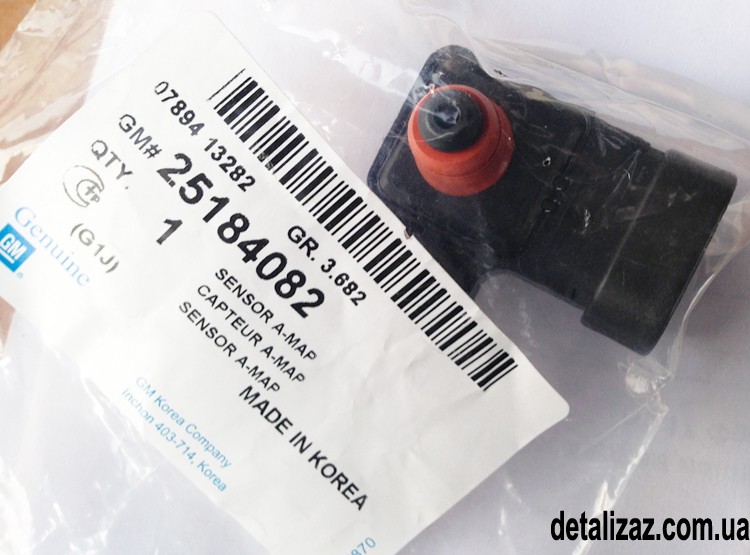 07894 13282
GM# 25184082
GR. 3.682
QTY. 1
(G1J)
SENSOR A-MAP
CAPTEUR A-MAP
SENSOR A-MAP
MADE IN KOREA
Genuine
GM
GM Korea Company
Inchon 403-714, Korea
970
detalizaz.com.ua